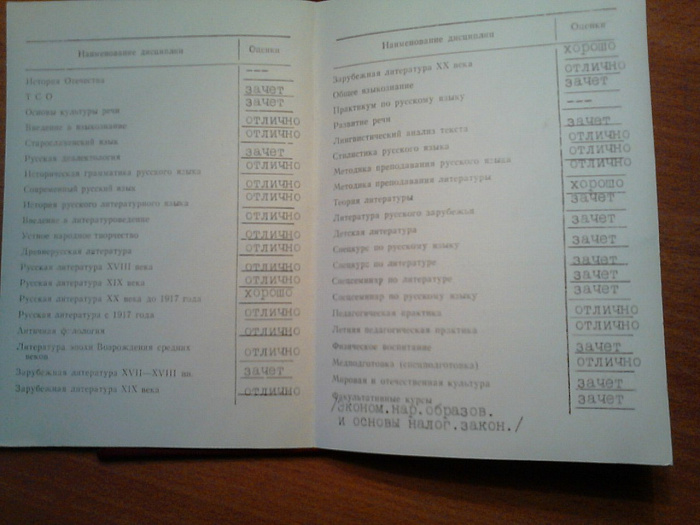 Наименование дисциплин Оценки
История Отечества ---
Т С О зачет
Основы культуры речи зачет
Введение в языкознание отлично
Старославянский язык отлично
Русская диалектология зачет
Историческая грамматика русского языка отлично
Современный русский язык отлично
История русского литературного языка отлично
Введение в литературоведение отлично
Устное народное творчество отлично
Древнерусская литература отлично
Русская литература XVIII века отлично
Русская литература XIX века отлично
Русская литература XX века до 1917 года хорошо
Русская литература с 1917 года отлично
Античная филология отлично
Литература эпохи Возрождения средних
веков отлично
Зарубежная литература XVII—XVIII вв. зачет
Зарубежная литература XIX века отлично
Наименование дисциплин Оценки
Зарубежная литература XX века хорошо
Общее языкознание отлично
Практикум по русскому языку зачет
Развитие речи ---
Лингвистический анализ текста зачет
Стилистика русского языка отлично
Методика преподавания русского языка отлично
Методика преподавания литературы отлично
Теория литературы хорошо
Литература русского зарубежья зачет
Детская литература зачет
Спецкурс по русскому языку зачет
Спецкурс по литературе зачет
Спецсеминар по литературе зачет
Спецсеминар по русскому языку зачет
Педагогическая практика отлично
Летняя педагогическая практика отлично
Физическое воспитание зачет
Медподготовка (спецподготовка) отлично
Мировая и отечественная культура зачет
Факультативные курсы зачет
/эконом.нар.образов.
и основы налог.закон./